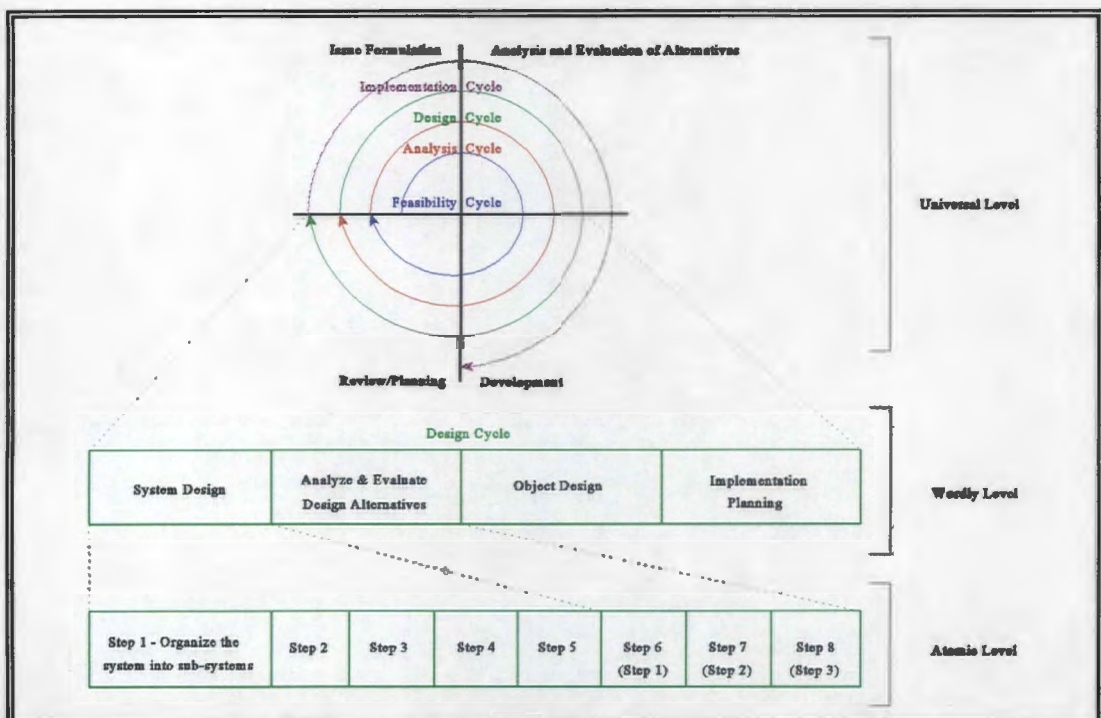 Issue Formulation
Analysis and Evaluation of Alternatives
Implementation Cycle
Design Cycle
Analysis Cycle
Feasibility Cycle
Universal Level
Review/Planning
Development
Design Cycle
System Design
Analyze & Evaluate
Design Alternatives
Object Design
Implementation
Planning
Wordly Level
Step 1 - Organize the
system into sub-systems
Step 2
Step 3
Step 4
Step 5
Step 6
(Step 1)
Step 7
(Step 2)
Step 8
(Step 3)
Atomic Level